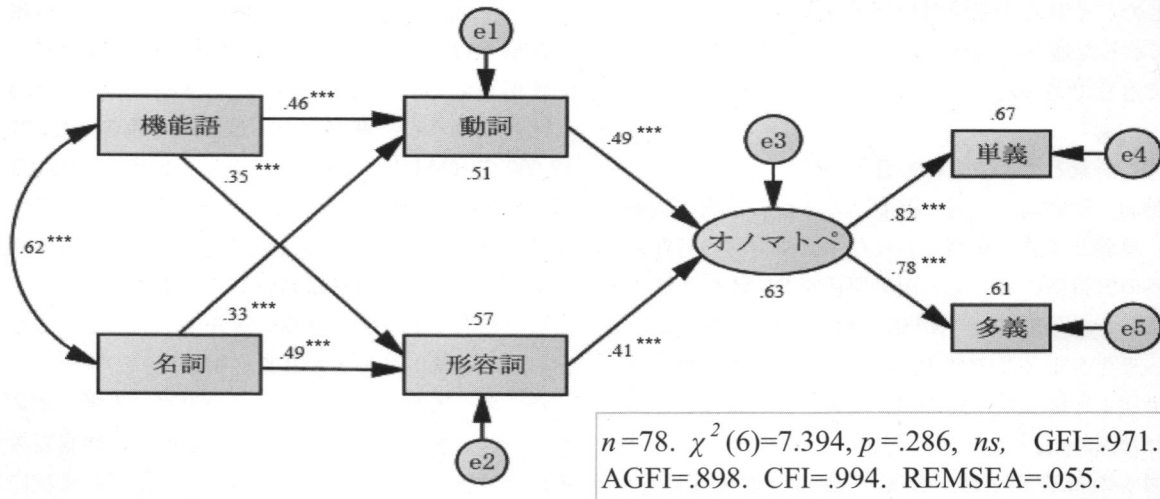 e1
機能語
.46***
動詞
.51
.67
単義
e4
e3
.49***
.35 ***
.82 ***
オノマトペ
.63
.62***
.78 ***
.61
多義
e5
.33 ***
.57
名詞
.49***
形容詞
.41 ***
e2
n=78. χ²(6)=7.394, p=.286, ns, GFI=.971.
AGFI=.898. CFI=.994. REMSEA=.055.